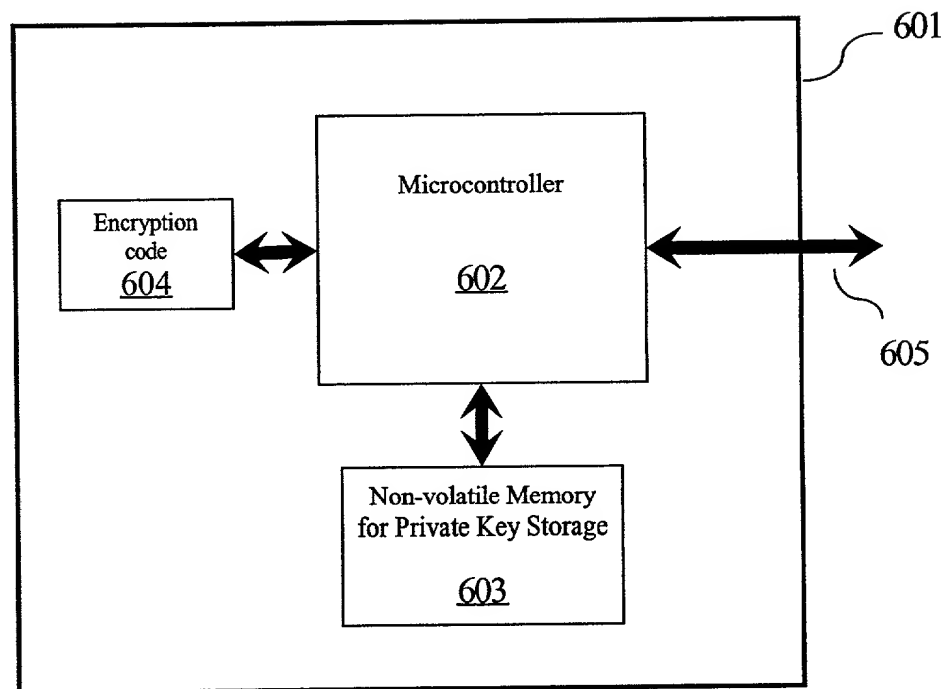 601
Microcontroller
602
Encryption
code
604
605
Non-volatile Memory
for Private Key Storage
603